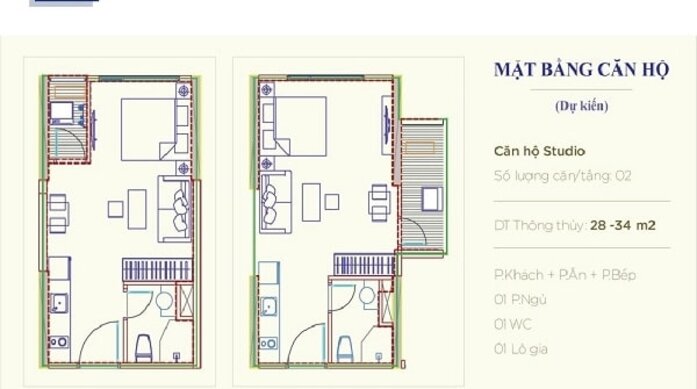 MẶT BẰNG CĂN HỘ
(Dự kiến)
Căn hộ Studio
Số lượng căn/tầng: 02
DT Thông thủy: 28 -34 m2
P.Khách + P.Ăn + P.Bếp
01 P.Ngủ
01 WC
01 Lô gia